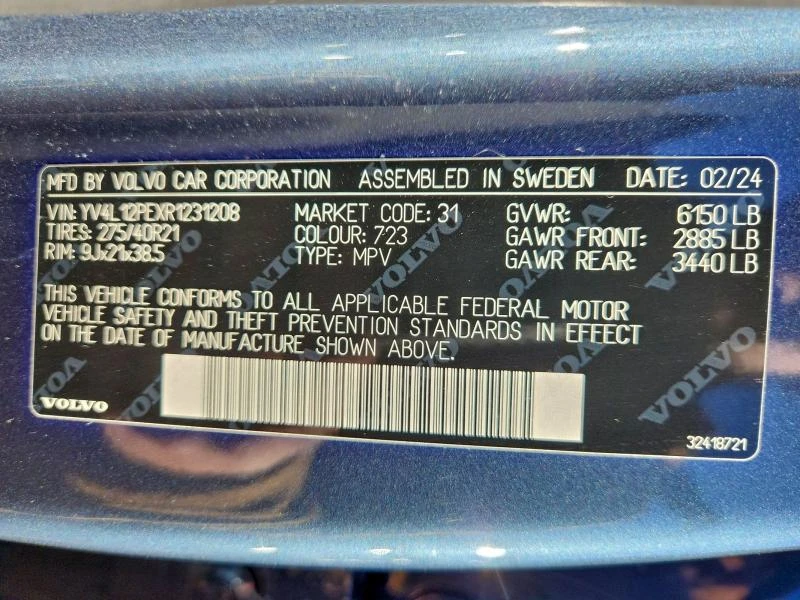 MFD BY VOLVO CAR CORPORATION ASSEMBLED IN SWEDEN DATE: 02/24
VIN: YV4L12PEXR1231208 MARKET CODE: 31 GVWR: 6150 LB
TIRES: 275/40R21 COLOUR: 723 GAWR FRONT: 2885 LB
RIM: 9Jx21x38.5 TYPE: MPV GAWR REAR: 3440 LB
THIS VEHICLE CONFORMS TO ALL APPLICABLE FEDERAL MOTOR
VEHICLE SAFETY AND THEFT PREVENTION STANDARDS IN EFFECT
ON THE DATE OF MANUFACTURE SHOWN ABOVE.
VOLVO
32418721